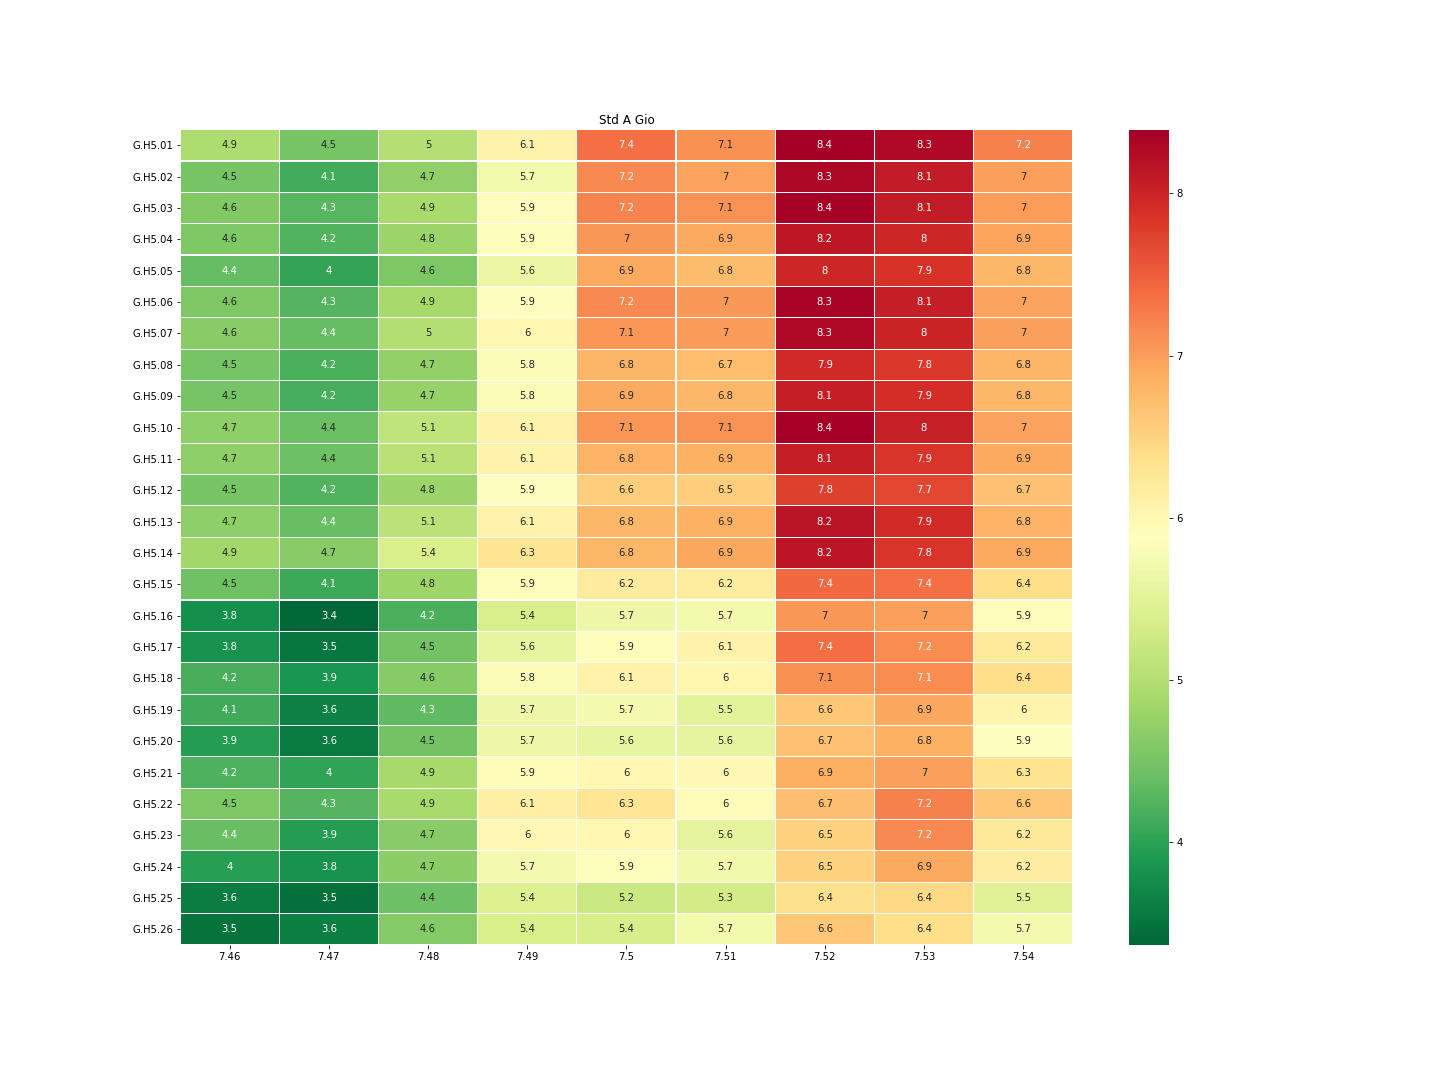 Std A Gio
G.H5.01 4.9 4.5 5 6.1 7.4 7.1 8.4 8.3 7.2
G.H5.02 4.5 4.1 4.7 5.7 7.2 7 8.3 8.1 7
8
G.H5.03 4.6 4.3 4.9 5.9 7.2 7.1 8.4 8.1 7
G.H5.04 4.6 4.2 4.8 5.9 7 6.9 8.2 8 6.9
G.H5.05 4.4 4 4.6 5.6 6.9 6.8 8 7.9 6.8
G.H5.06 4.6 4.3 4.9 5.9 7.2 7 8.3 8.1 7
G.H5.07 4.6 4.4 5 6 7.1 7 8.3 8 7
7
G.H5.08 4.5 4.2 4.7 5.8 6.8 6.7 7.9 7.8 6.8
G.H5.09 4.5 4.2 4.7 5.8 6.9 6.8 8.1 7.9 6.8
G.H5.10 4.7 4.4 5.1 6.1 7.1 7.1 8.4 8 7
G.H5.11 4.7 4.4 5.1 6.1 6.8 6.9 8.1 7.9 6.9
G.H5.12 4.5 4.2 4.8 5.9 6.6 6.5 7.8 7.7 6.7
6
G.H5.13 4.7 4.4 5.1 6.1 6.8 6.9 8.2 7.9 6.8
G.H5.14 4.9 4.7 5.4 6.3 6.8 6.9 8.2 7.8 6.9
G.H5.15 4.5 4.1 4.8 5.9 6.2 6.2 7.4 7.4 6.4
G.H5.16 3.8 3.4 4.2 5.4 5.7 5.7 7 7 5.9
G.H5.17 3.8 3.5 4.5 5.6 5.9 6.1 7.4 7.2 6.2
G.H5.18 4.2 3.9 4.6 5.8 6.1 6 7.1 7.1 6.4
5
G.H5.19 4.1 3.6 4.3 5.7 5.7 5.5 6.6 6.9 6
G.H5.20 3.9 3.6 4.5 5.7 5.6 5.6 6.7 6.8 5.9
G.H5.21 4.2 4 4.9 5.9 6 6 6.9 7 6.3
G.H5.22 4.5 4.3 4.9 6.1 6.3 6 6.7 7.2 6.6
G.H5.23 4.4 3.9 4.7 6 6 5.6 6.5 7.2 6.2
4
G.H5.24 4 3.8 4.7 5.7 5.9 5.7 6.5 6.9 6.2
G.H5.25 3.6 3.5 4.4 5.4 5.2 5.3 6.4 6.4 5.5
G.H5.26 3.5 3.6 4.6 5.4 5.4 5.7 6.6 6.4 5.7
7.46 7.47 7.48 7.49 7.5 7.51 7.52 7.53 7.54